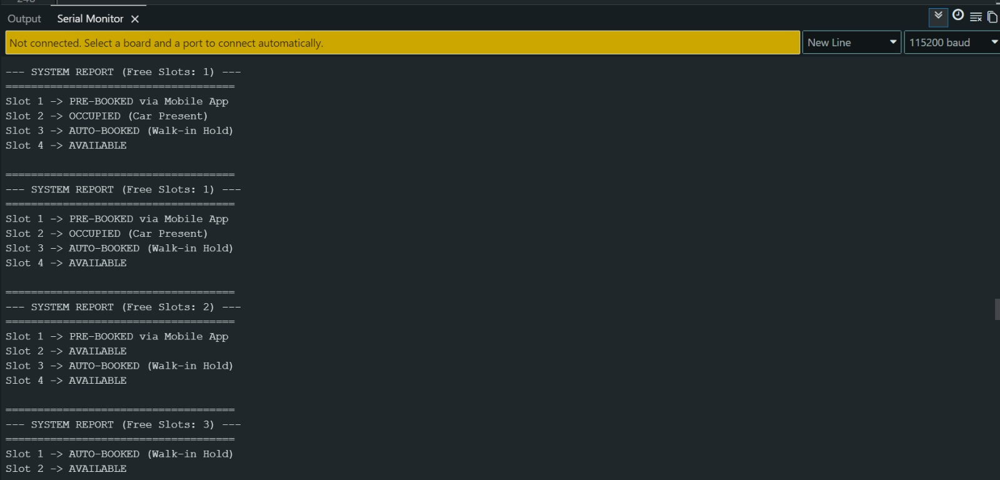 Output Serial Monitor
Not connected. Select a board and a port to connect automatically. New Line 115200 baud
--- SYSTEM REPORT (Free Slots: 1) ---
====================================
Slot 1 -> PRE-BOOKED via Mobile App
Slot 2 -> OCCUPIED (Car Present)
Slot 3 -> AUTO-BOOKED (Walk-in Hold)
Slot 4 -> AVAILABLE
====================================
--- SYSTEM REPORT (Free Slots: 1) ---
====================================
Slot 1 -> PRE-BOOKED via Mobile App
Slot 2 -> OCCUPIED (Car Present)
Slot 3 -> AUTO-BOOKED (Walk-in Hold)
Slot 4 -> AVAILABLE
====================================
--- SYSTEM REPORT (Free Slots: 2) ---
====================================
Slot 1 -> PRE-BOOKED via Mobile App
Slot 2 -> AVAILABLE
Slot 3 -> AUTO-BOOKED (Walk-in Hold)
Slot 4 -> AVAILABLE
====================================
--- SYSTEM REPORT (Free Slots: 3) ---
====================================
Slot 1 -> AUTO-BOOKED (Walk-in Hold)
Slot 2 -> AVAILABLE